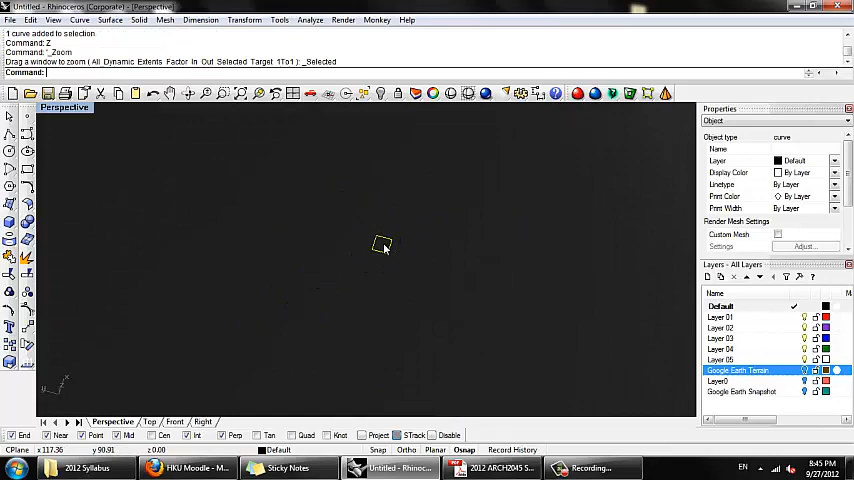 Untitled - Rhinoceros (Corporate) - [Perspective]
File Edit View Curve Surface Solid Mesh Dimension Transform Tools Analyze Render Monkey Help
1 curve added to selection.
Command: Z
Command: '_Zoom
Drag a window to zoom ( All Dynamic Extents Factor In Out Selected Target 1To1 ): _Selected
Command:
Perspective
Properties
Object
Object type curve
Name
Layer Default
Display Color By Layer
Linetype By Layer
Print Color By Layer
Print Width By Layer
Render Mesh Settings
Custom Mesh
Settings Adjust...
Layers - All Layers
Name M
Default
Layer 01
Layer 02
Layer 03
Layer 04
Layer 05
Google Earth Terrain
Layer0
Google Earth Snapshot
Perspective Top Front Right
End Near Point Mid Cen Int Perp Tan Quad Knot Project STrack Disable
CPlane x 117.36 y 90.91 z 0.00 Default Snap Ortho Planar Osnap Record History
2012 Syllabus HKU Moodle - M... Sticky Notes Untitled - Rhinoc... 2012 ARCH2045 S... Recording... EN 8:45 PM
9/27/2012